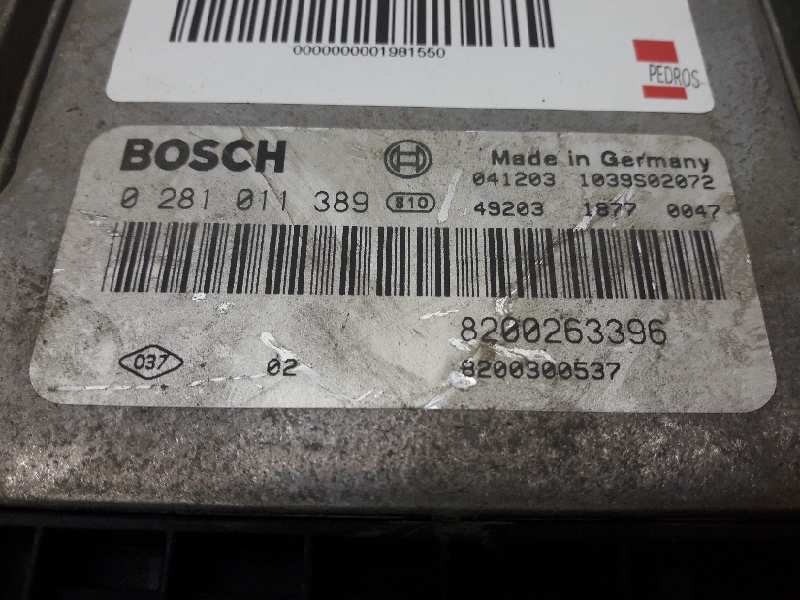 0000000001981550
PEDROS
BOSCH
Made in Germany
0 281 011 389 810
041203 1039S02072
49203 1877 0047
8200263396
037 02
8200300537